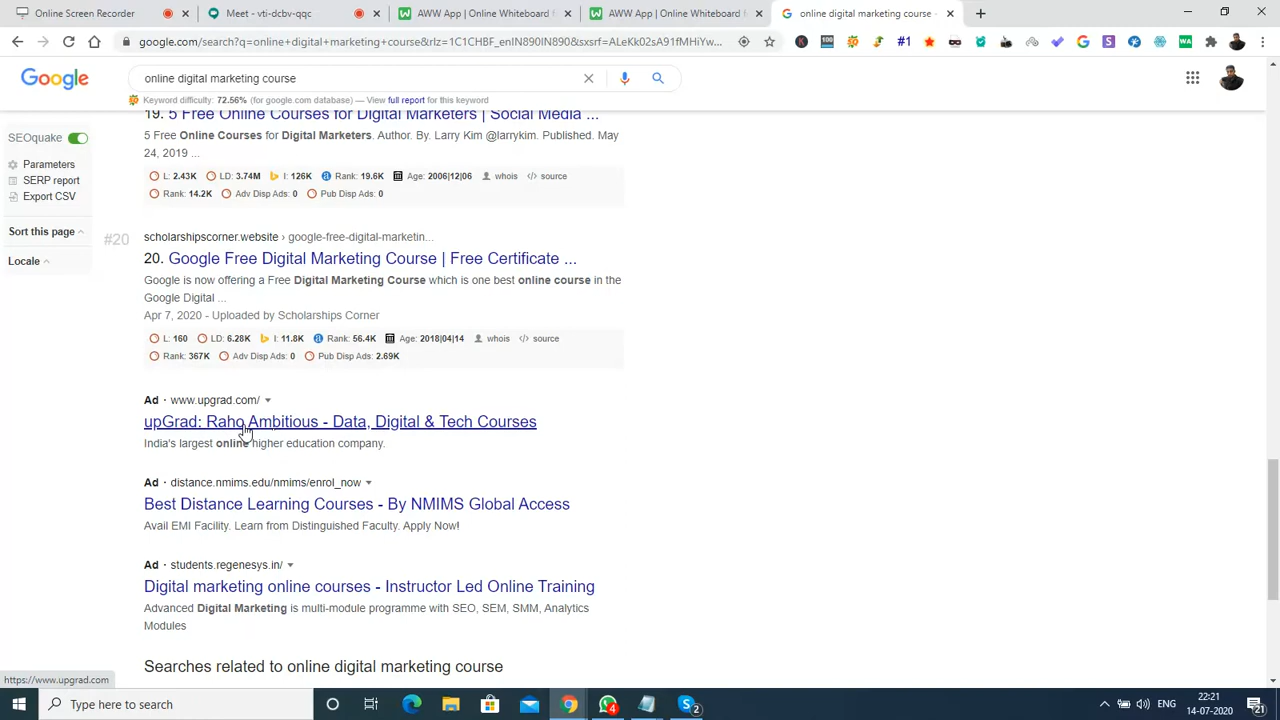 Online Screen Recorder
Meet - vti-dcbv-qqc
AWW App | Online Whiteboard f
AWW App | Online Whiteboard f
online digital marketing course -
google.com/search?q=online+digital+marketing+course&rlz=1C1CHBF_enIN890IN890&sxsrf=ALeKk02sA91fMHiYw...
100
#1
Google
online digital marketing course
Keyword difficulty: 72.56% (for google.com database) — View full report for this keyword
SEOquake
Parameters
SERP report
Export CSV
Sort this page
Locale
19. 5 Free Online Courses for Digital Marketers | Social Media ...
5 Free Online Courses for Digital Marketers. Author. By. Larry Kim @larrykim. Published. May
24, 2019 ...
L: 2.43K LD: 3.74M I: 126K Rank: 19.6K Age: 2006|12|06 whois source
Rank: 14.2K Adv Disp Ads: 0 Pub Disp Ads: 0
#20
scholarshipscorner.website › google-free-digital-marketin...
20. Google Free Digital Marketing Course | Free Certificate ...
Google is now offering a Free Digital Marketing Course which is one best online course in the
Google Digital ...
Apr 7, 2020 - Uploaded by Scholarships Corner
L: 160 LD: 6.28K I: 11.8K Rank: 56.4K Age: 2018|04|14 whois source
Rank: 367K Adv Disp Ads: 0 Pub Disp Ads: 2.69K
Ad · www.upgrad.com/
upGrad: Raho Ambitious - Data, Digital & Tech Courses
India's largest online higher education company.
Ad · distance.nmims.edu/nmims/enrol_now
Best Distance Learning Courses - By NMIMS Global Access
Avail EMI Facility. Learn from Distinguished Faculty. Apply Now!
Ad · students.regenesys.in/
Digital marketing online courses - Instructor Led Online Training
Advanced Digital Marketing is multi-module programme with SEO, SEM, SMM, Analytics
Modules
Searches related to online digital marketing course
https://www.upgrad.com
Type here to search
4
2
ENG
22:21
14-07-2020
21